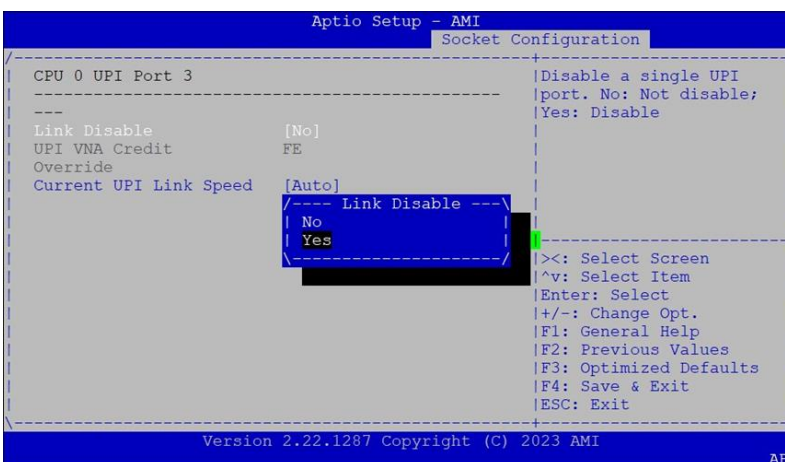 Aptio Setup - AMI
Socket Configuration
/----------------------------------------------------+--------------------
| CPU 0 UPI Port 3 |Disable a single UPI
| -------------------------------------------------- |port. No: Not disable;
| --- |Yes: Disable
| Link Disable [No] |
| UPI VNA Credit FE |
| Override |
| Current UPI Link Speed [Auto] |
/---- Link Disable ---\
| No |
| Yes |
\---------------------/
|><: Select Screen
|^v: Select Item
|Enter: Select
|+/-: Change Opt.
|F1: General Help
|F2: Previous Values
|F3: Optimized Defaults
|F4: Save & Exit
|ESC: Exit
\----------------------------------------------------+--------------------
Version 2.22.1287 Copyright (C) 2023 AMI